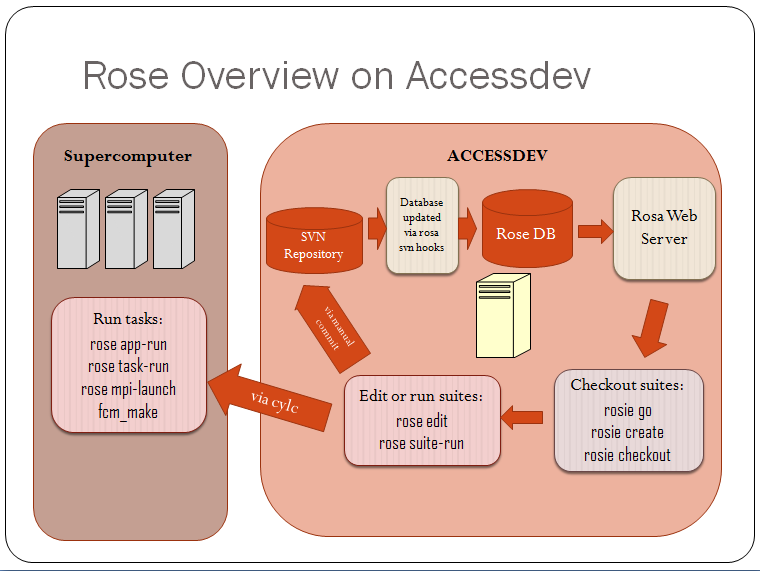 Rose Overview on Accessdev
Supercomputer
Run tasks:
rose app-run
rose task-run
rose mpi-launch
fcm_make
ACCESSDEV
SVN
Repository
Database
updated
via rosa
svn hooks
Rose DB
Rosa Web
Server
via manual
commit
via cylc
Edit or run suites:
rose edit
rose suite-run
Checkout suites:
rosie go
rosie create
rosie checkout